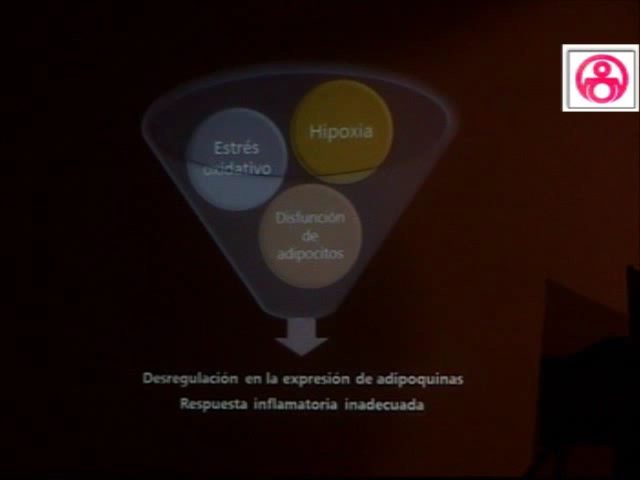 Estrés
oxidativo
Hipoxia
Disfunción
de
adipocitos
Desregulación en la expresión de adipoquinas
Respuesta inflamatoria inadecuada